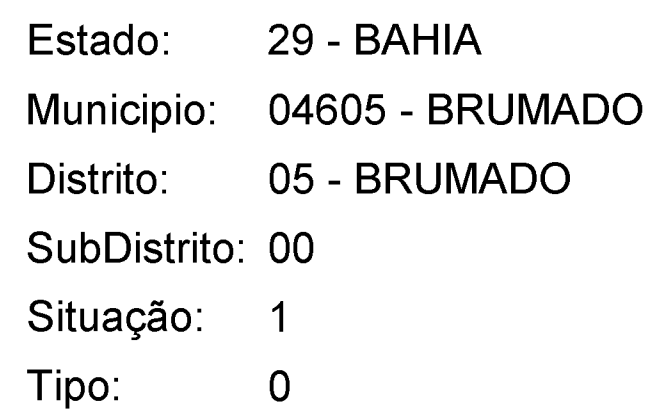 Estado: 29 - BAHIA
Municipio: 04605 - BRUMADO
Distrito: 05 - BRUMADO
SubDistrito: 00
Situação: 1
Tipo: 0